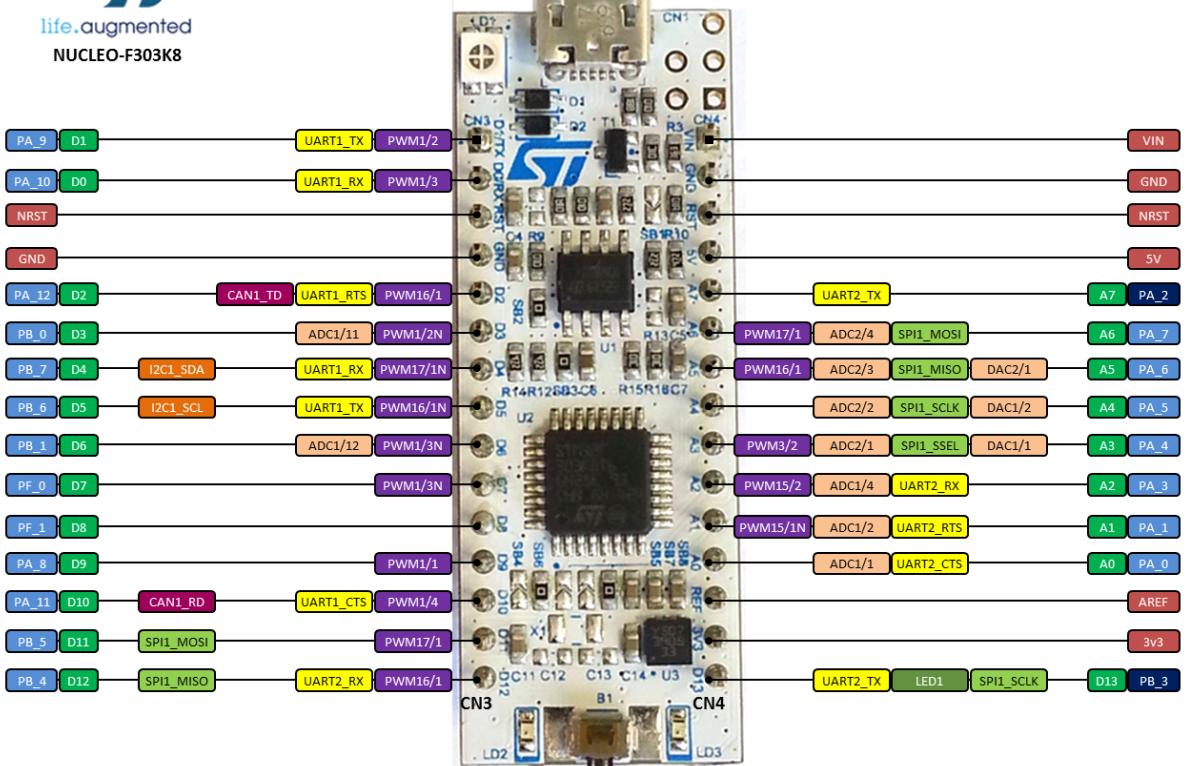 life.augmented
NUCLEO-F303K8
CN1
D1
D2
CN3
T1
R3
CN4
PA_9 D1 UART1_TX PWM1/2 D1/TX VIN VIN
PA_10 D0 UART1_RX PWM1/3 GND GND
NRST RST RST NRST
C4 R9 SB1 R10
GND GND 5V 5V
PA_12 D2 CAN1_TD UART1_RTS PWM16/1 D2 A7 UART2_TX A7 PA_2
SB2
PB_0 D3 ADC1/11 PWM1/2N D3 A6 PWM17/1 ADC2/4 SPI1_MOSI A6 PA_7
U1 R13 C5
PB_7 D4 I2C1_SDA UART1_RX PWM17/1N D4 A5 PWM16/1 ADC2/3 SPI1_MISO DAC2/1 A5 PA_6
R14 R12 SB3 C6 R15 R16 C7
PB_6 D5 I2C1_SCL UART1_TX PWM16/1N D5 A4 ADC2/2 SPI1_SCLK DAC1/2 A4 PA_5
U2
PB_1 D6 ADC1/12 PWM1/3N D6 A3 PWM3/2 ADC2/1 SPI1_SSEL DAC1/1 A3 PA_4
PF_0 D7 PWM1/3N D7 A2 PWM15/2 ADC1/4 UART2_RX A2 PA_3
PF_1 D8 D8 A1 PWM15/1N ADC1/2 UART2_RTS A1 PA_1
SB4 SB6 SB5 SB7 SB8
PA_8 D9 PWM1/1 D9 A0 ADC1/1 UART2_CTS A0 PA_0
PA_11 D10 CAN1_RD UART1_CTS PWM1/4 D10 REF AREF
PB_5 D11 SPI1_MOSI PWM17/1 D11 X1 3V3 3v3
C11 C12 C13 C14 U3
PB_4 D12 SPI1_MISO UART2_RX PWM16/1 D12 D13 UART2_TX LED1 SPI1_SCLK D13 PB_3
CN3 B1 CN4
LD2 LD3